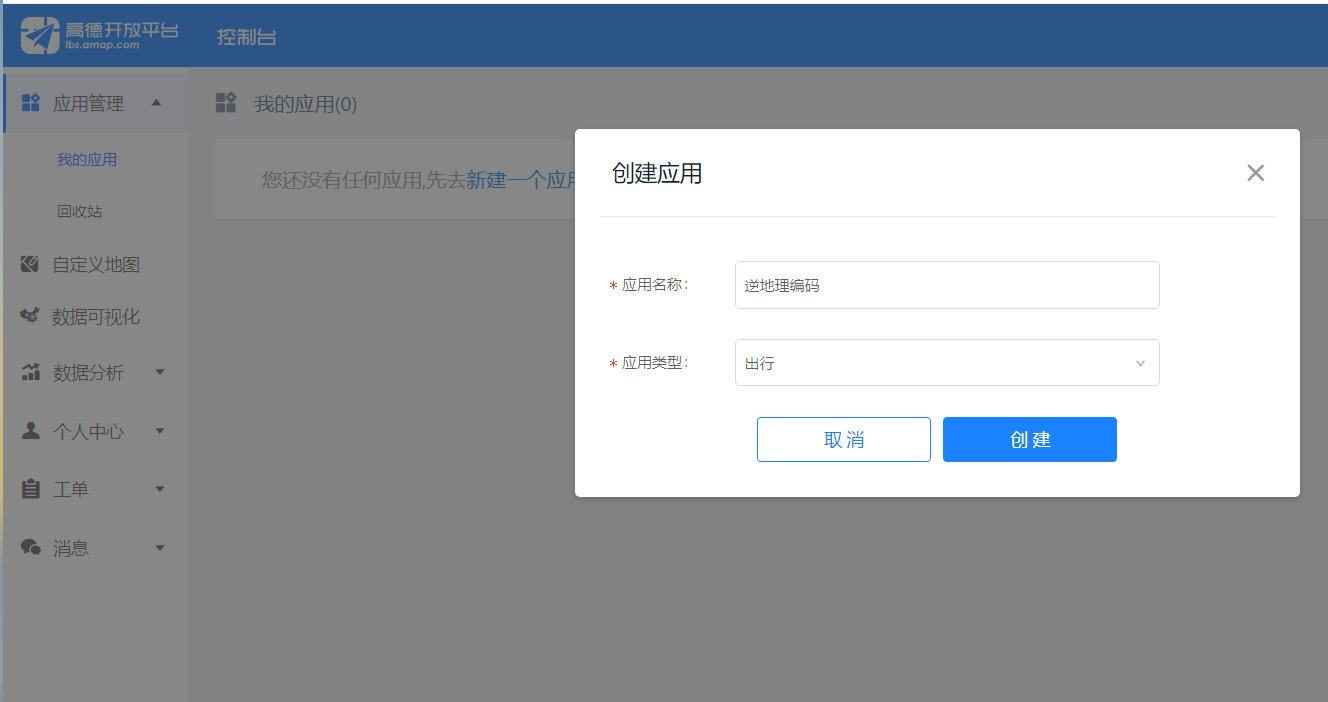 高德开放平台
lbs.amap.com
控制台
应用管理
我的应用
回收站
自定义地图
数据可视化
数据分析
个人中心
工单
消息
我的应用(0)
您还没有任何应用,先去新建一个应用
创建应用
* 应用名称:
逆地理编码
* 应用类型:
出行
取 消
创 建